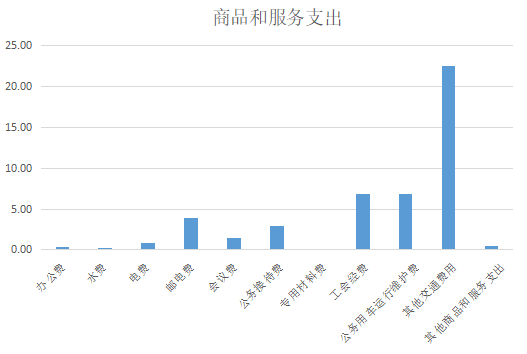 商品和服务支出
25.00
20.00
15.00
10.00
5.00
0.00
办公费
水费
电费
邮电费
会议费
公务接待费
专用材料费
工会经费
公务用车运行维护费
其他交通费用
其他商品和服务支出